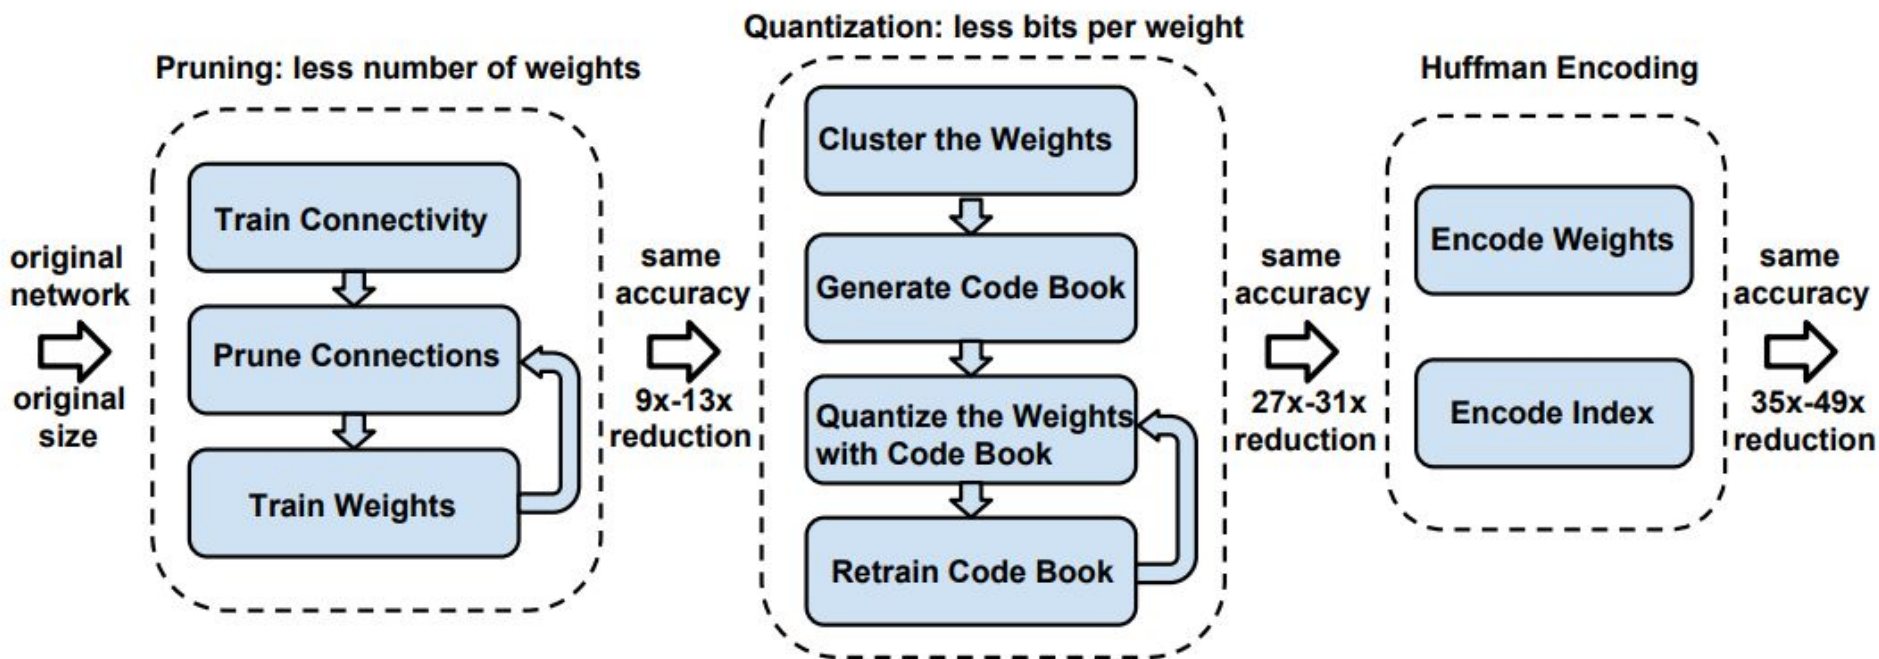 original
network
original
size
Pruning: less number of weights
Train Connectivity
Prune Connections
Train Weights
same
accuracy
9x-13x
reduction
Quantization: less bits per weight
Cluster the Weights
Generate Code Book
Quantize the Weights
with Code Book
Retrain Code Book
same
accuracy
27x-31x
reduction
Huffman Encoding
Encode Weights
Encode Index
same
accuracy
35x-49x
reduction